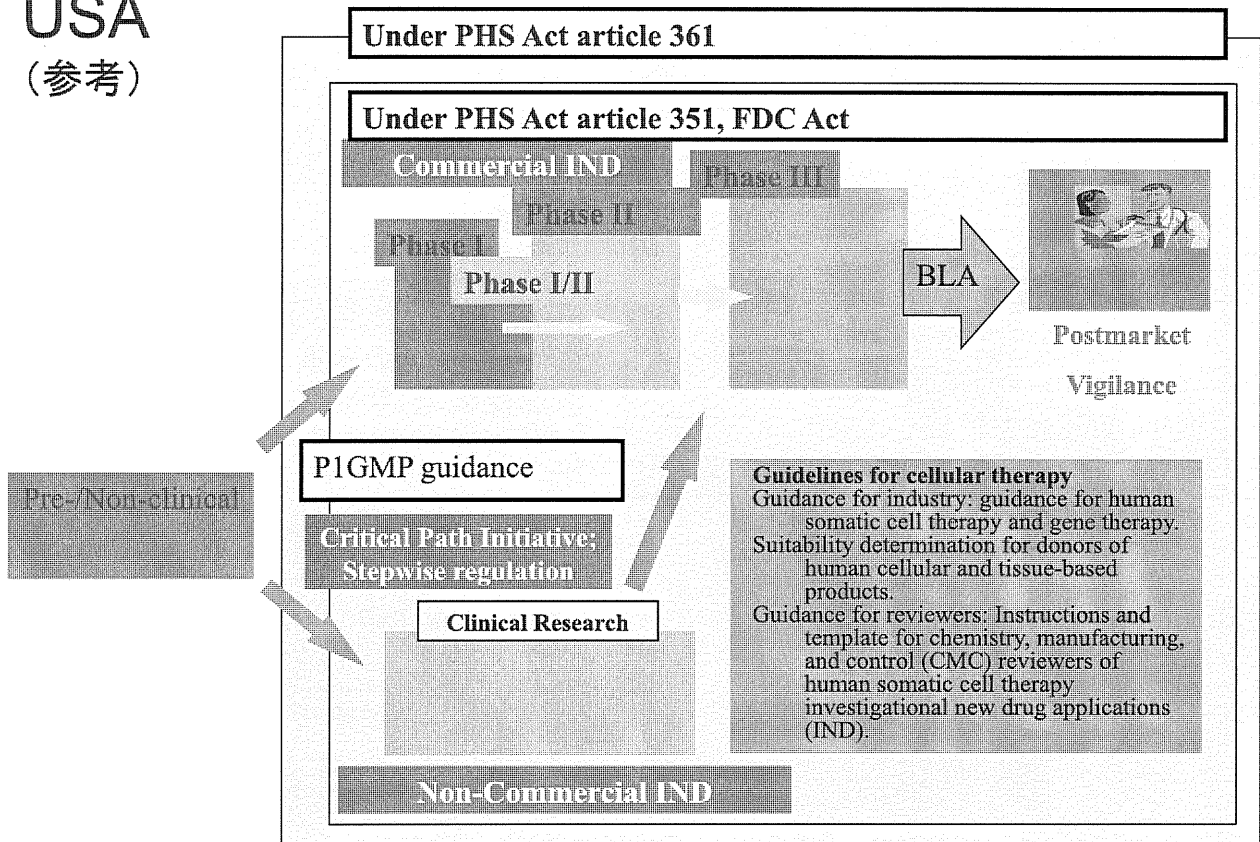 USA
(参考)
Under PHS Act article 361
Under PHS Act article 351, FDC Act
Commercial IND
Phase III
Phase II
Phase I
Phase I/II
BLA
Postmarket
Vigilance
Pre-/Non-clinical
P1GMP guidance
Critical Path Initiative;
Stepwise regulation
Clinical Research
Non-Commercial IND
Guidelines for cellular therapy
Guidance for industry: guidance for human
somatic cell therapy and gene therapy.
Suitability determination for donors of
human cellular and tissue-based
products.
Guidance for reviewers: Instructions and
template for chemistry, manufacturing,
and control (CMC) reviewers of
human somatic cell therapy
investigational new drug applications
(IND).